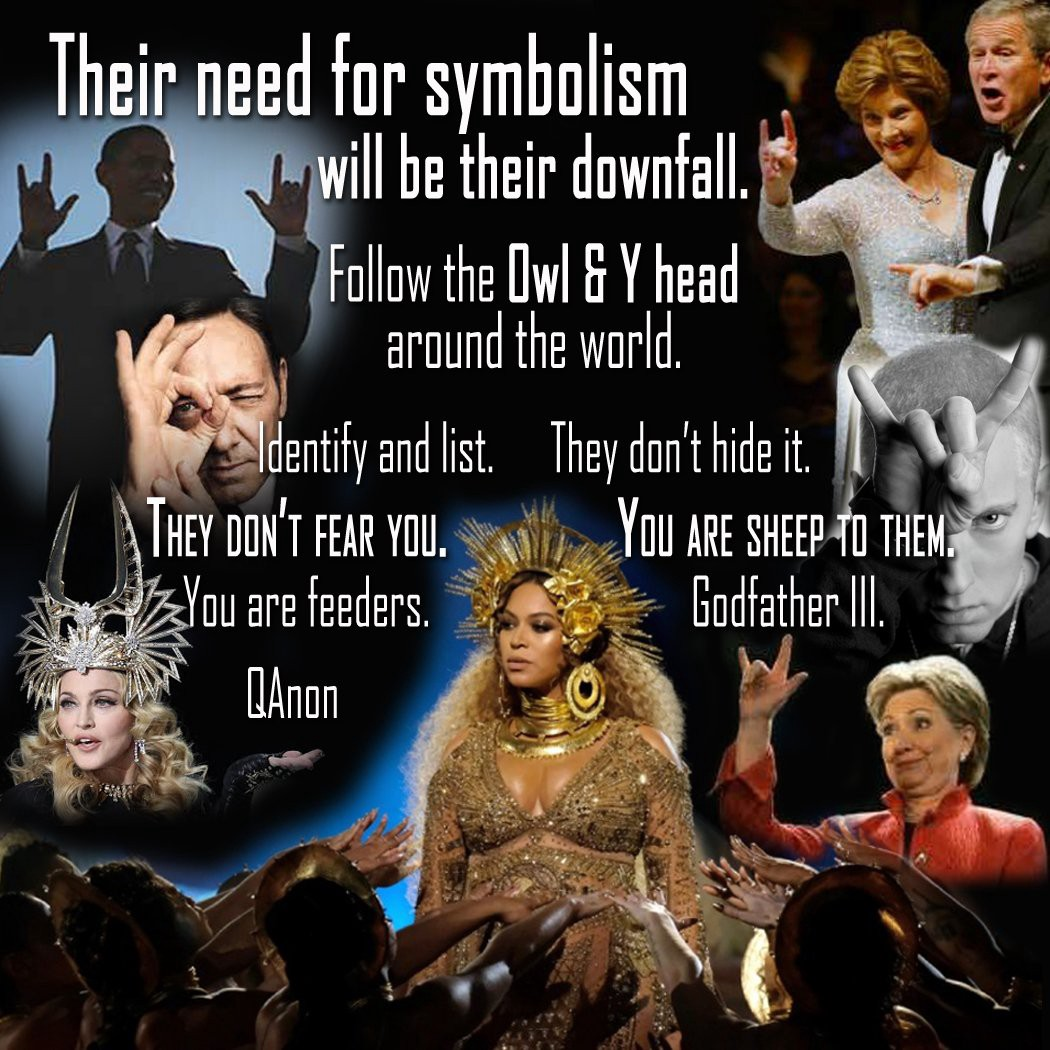 Their need for symbolism
will be their downfall.
Follow the Owl & Y head
around the world.
Identify and list. They don't hide it.
THEY DON'T FEAR YOU. YOU ARE SHEEP TO THEM.
You are feeders. Godfather III.
QAnon